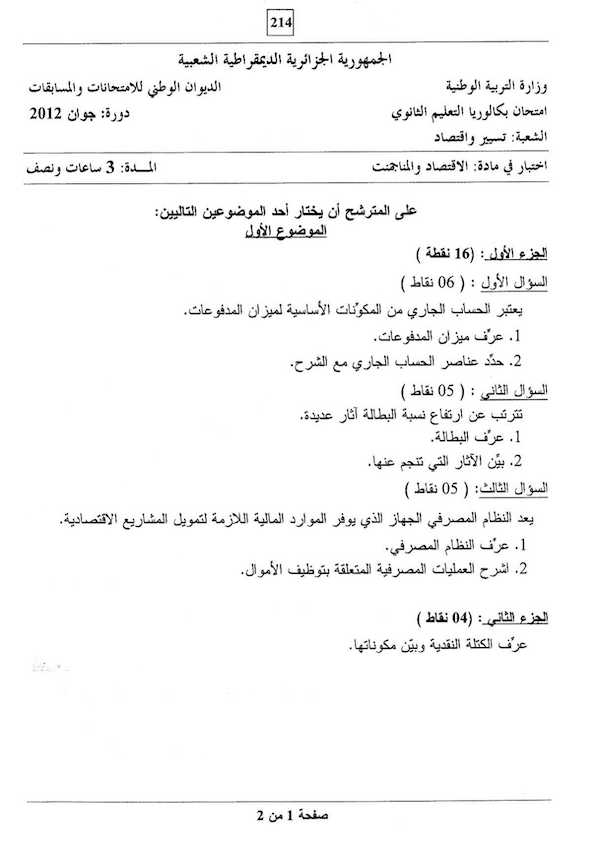 214
الجمهورية الجزائرية الديمقراطية الشعبية
وزارة التربية الوطنية الديوان الوطني للامتحانات والمسابقات
امتحان بكالوريا التعليم الثانوي دورة: جوان 2012
الشعبة: تسيير واقتصاد
اختبار في مادة: الاقتصاد والمناجمنت المــدة: 3 ساعات ونصف
على المترشح أن يختار أحد الموضوعين التاليين:
الموضوع الأول
الجزء الأول : (16 نقطة )
السؤال الأول : ( 06 نقاط )
يعتبر الحساب الجاري من المكوّنات الأساسية لميزان المدفوعات.
1. عرِّف ميزان المدفوعات.
2. حدِّد عناصر الحساب الجاري مع الشرح.
السؤال الثاني : ( 05 نقاط )
تترتب عن ارتفاع نسبة البطالة آثار عديدة.
1. عرِّف البطالة.
2. بيِّن الآثار التي تنجم عنها.
السؤال الثالث: ( 05 نقاط )
يعد النظام المصرفي الجهاز الذي يوفر الموارد المالية اللازمة لتمويل المشاريع الاقتصادية.
1. عرِّف النظام المصرفي.
2. اشرح العمليات المصرفية المتعلقة بتوظيف الأموال.
الجزء الثاني : (04 نقاط )
عرِّف الكتلة النقدية وبيّن مكوناتها.
صفحة 1 من 2